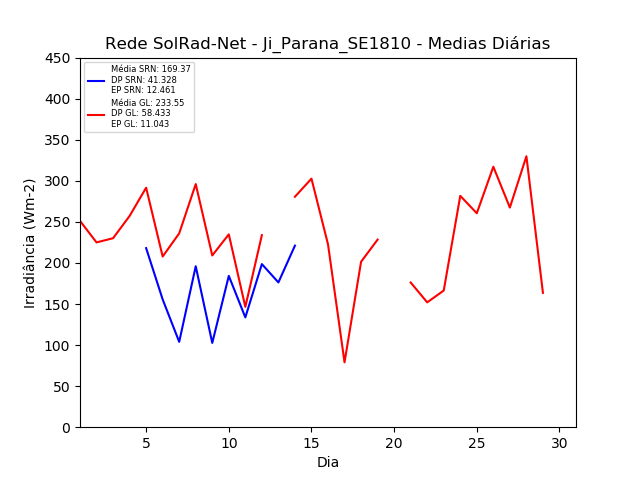 Rede SolRad-Net - Ji_Parana_SE1810 - Medias Diárias
450
400
350
300
250
200
150
100
50
0
Irradiância (Wm-2)
Média SRN: 169.37
DP SRN: 41.328
EP SRN: 12.461
Média GL: 233.55
DP GL: 58.433
EP GL: 11.043
5 10 15 20 25 30
Dia